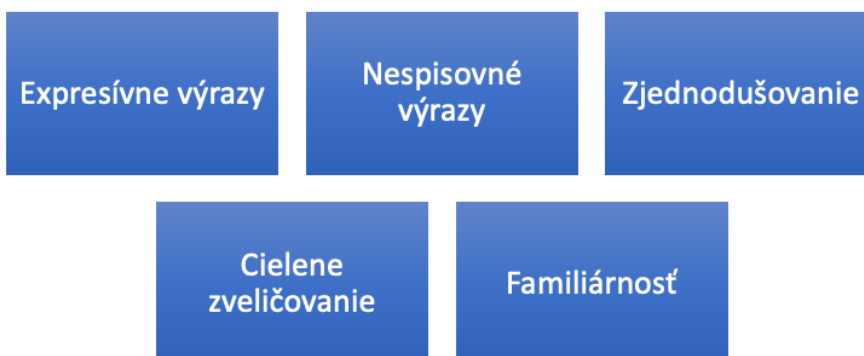 Expresívne výrazy
Nespisovné
výrazy
Zjednodušovanie
Cielene
zveličovanie
Familiárnosť